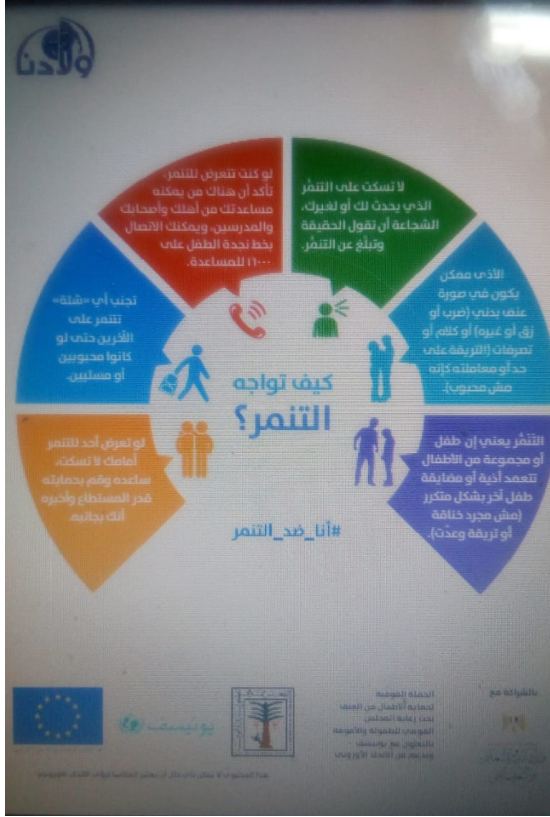 ولادنا
لو كنت تتعرض للتنمر،
تأكد أن هناك من يمكنه
مساعدتك من أهلك وأصحابك
والمدرسين، ويمكنك الاتصال
بخط نجدة الطفل على
١٦٠٠٠ للمساعدة.
لا تسكت على التنمُّر
الذي يحدث لك أو لغيرك،
الشجاعة أن تقول الحقيقة
وتبلّغ عن التنمُّر.
الأذى ممكن
يكون في صورة
عنف بدني (ضرب أو
زق أو غيره) أو كلام أو
تصرفات (التريقة على
حد أو معاملته كإنه
مش محبوب).
تجنب أي «شلة»
تتنمر على
الآخرين حتى لو
كانوا محبوبين
أو مسليين.
كيف تواجه
التنمر؟
التَّنَمُّر يعني إن طفل
أو مجموعة من الأطفال
تتعمد أذية أو مضايقة
طفل آخر بشكل متكرر
(مش مجرد خناقة
أو تريقة وعدّت).
لو تعرض أحد للتنمر
أمامك لا تسكت،
ساعده وقم بحمايته
قدر المستطاع وأخبره
أنك بجانبه.
#أنا_ضد_التنمر
بالشراكة مع
الحملة القومية
لحماية الأطفال من العنف
تحت رعاية المجلس
القومي للطفولة والأمومة
بالتعاون مع يونيسف
وبدعم من الاتحاد الأوروبي
يونيسف